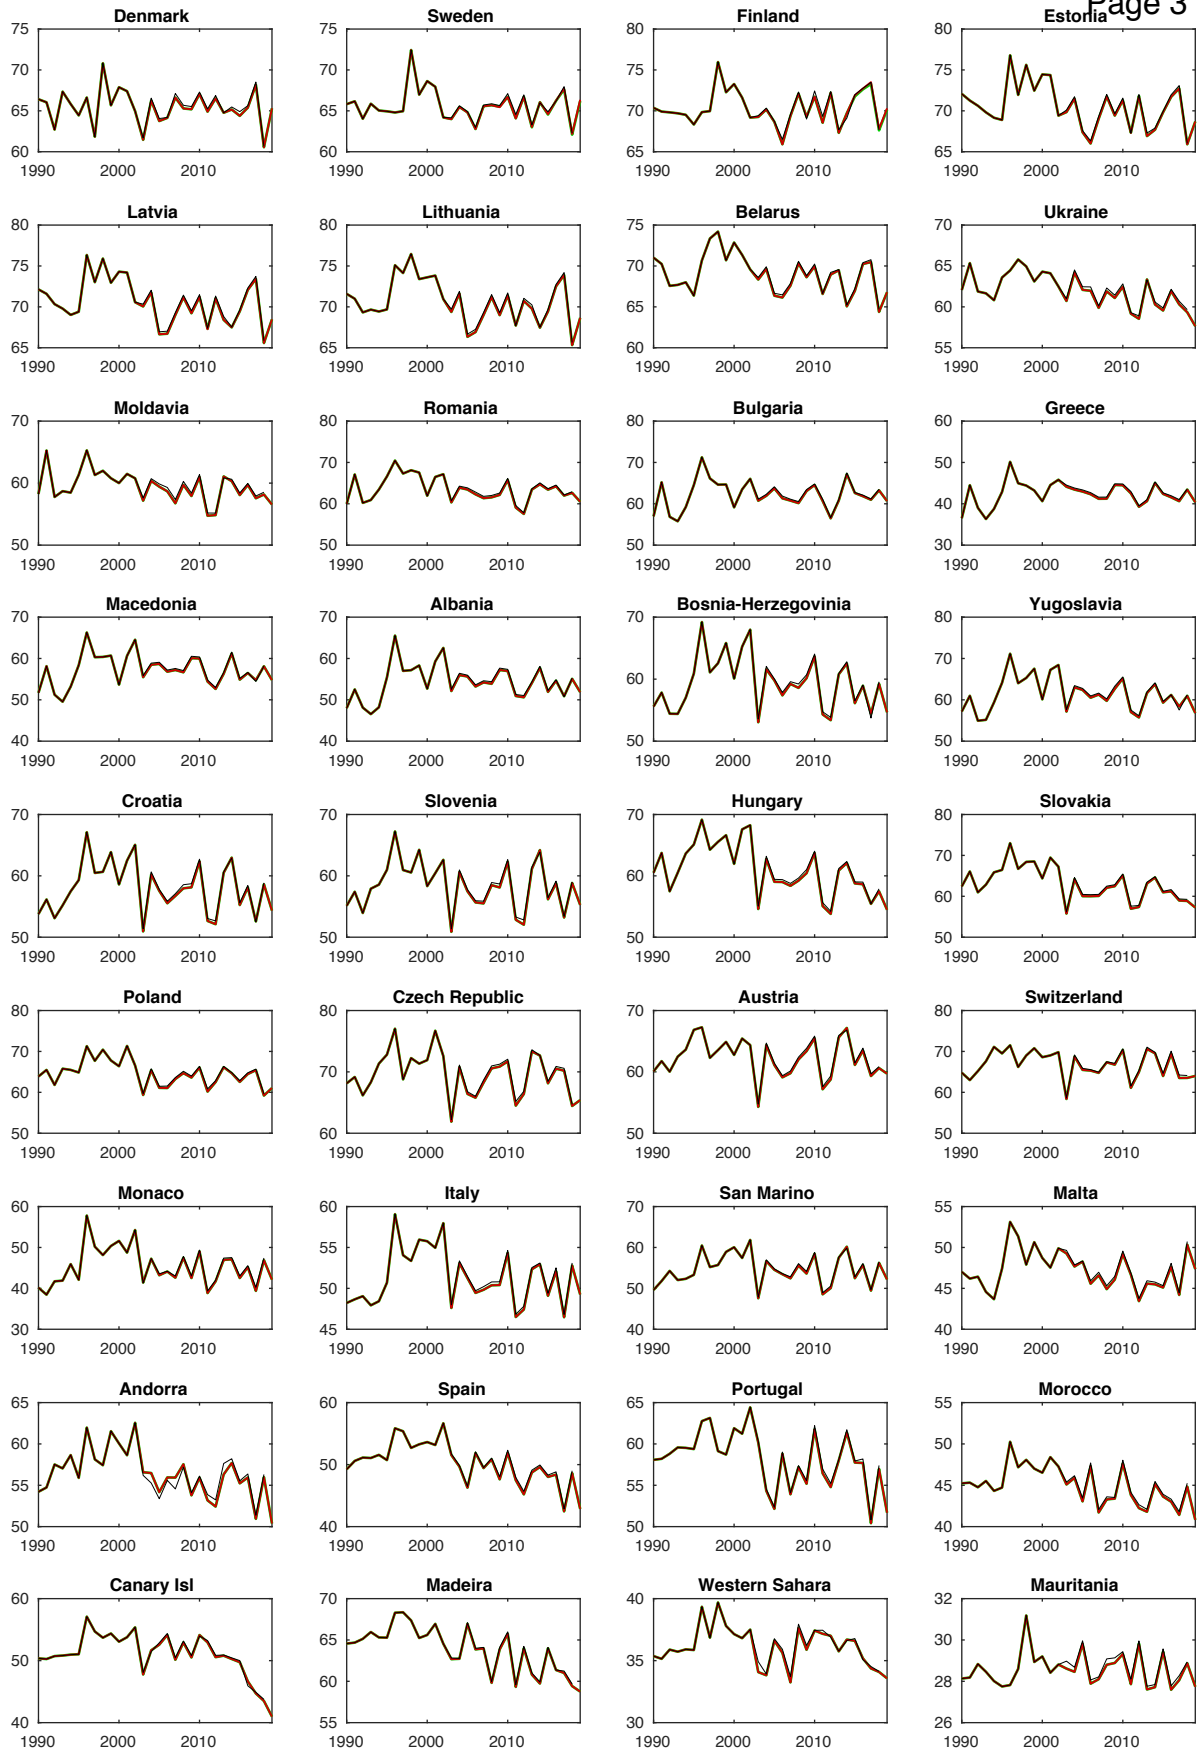 Page 3
Denmark Sweden Finland Estonia
75 75 80 80
70 70 75 75
65 65 70 70
60 60 65 65
1990 2000 2010 1990 2000 2010 1990 2000 2010 1990 2000 2010
Latvia Lithuania Belarus Ukraine
80 80 75 70
75 75 70 65
70 70 65 60
65 65 60 55
1990 2000 2010 1990 2000 2010 1990 2000 2010 1990 2000 2010
Moldavia Romania Bulgaria Greece
70 80 80 60
60 70 70 50
50 60 60 40
50 50 30
1990 2000 2010 1990 2000 2010 1990 2000 2010 1990 2000 2010
Macedonia Albania Bosnia-Herzegovinia Yugoslavia
70 70 70 80
60 60 60 70
50 50 50 60
40 40 50
1990 2000 2010 1990 2000 2010 1990 2000 2010 1990 2000 2010
Croatia Slovenia Hungary Slovakia
70 70 70 80
60 60 60 70
50 50 50 60
50
1990 2000 2010 1990 2000 2010 1990 2000 2010 1990 2000 2010
Poland Czech Republic Austria Switzerland
80 80 70 80
70 70 60 70
60 60 50 60
50 50
1990 2000 2010 1990 2000 2010 1990 2000 2010 1990 2000 2010
Monaco Italy San Marino Malta
60 60 70 55
50 55 60 50
40 50 50 45
30 45 40 40
1990 2000 2010 1990 2000 2010 1990 2000 2010 1990 2000 2010
Andorra Spain Portugal Morocco
65 60 65 55
60 50 60 50
55 40 55 45
50 50 40
1990 2000 2010 1990 2000 2010 1990 2000 2010 1990 2000 2010
Canary Isl Madeira Western Sahara Mauritania
60 70 40 32
50 65 35 30
40 60 30 28
55 26
1990 2000 2010 1990 2000 2010 1990 2000 2010 1990 2000 2010